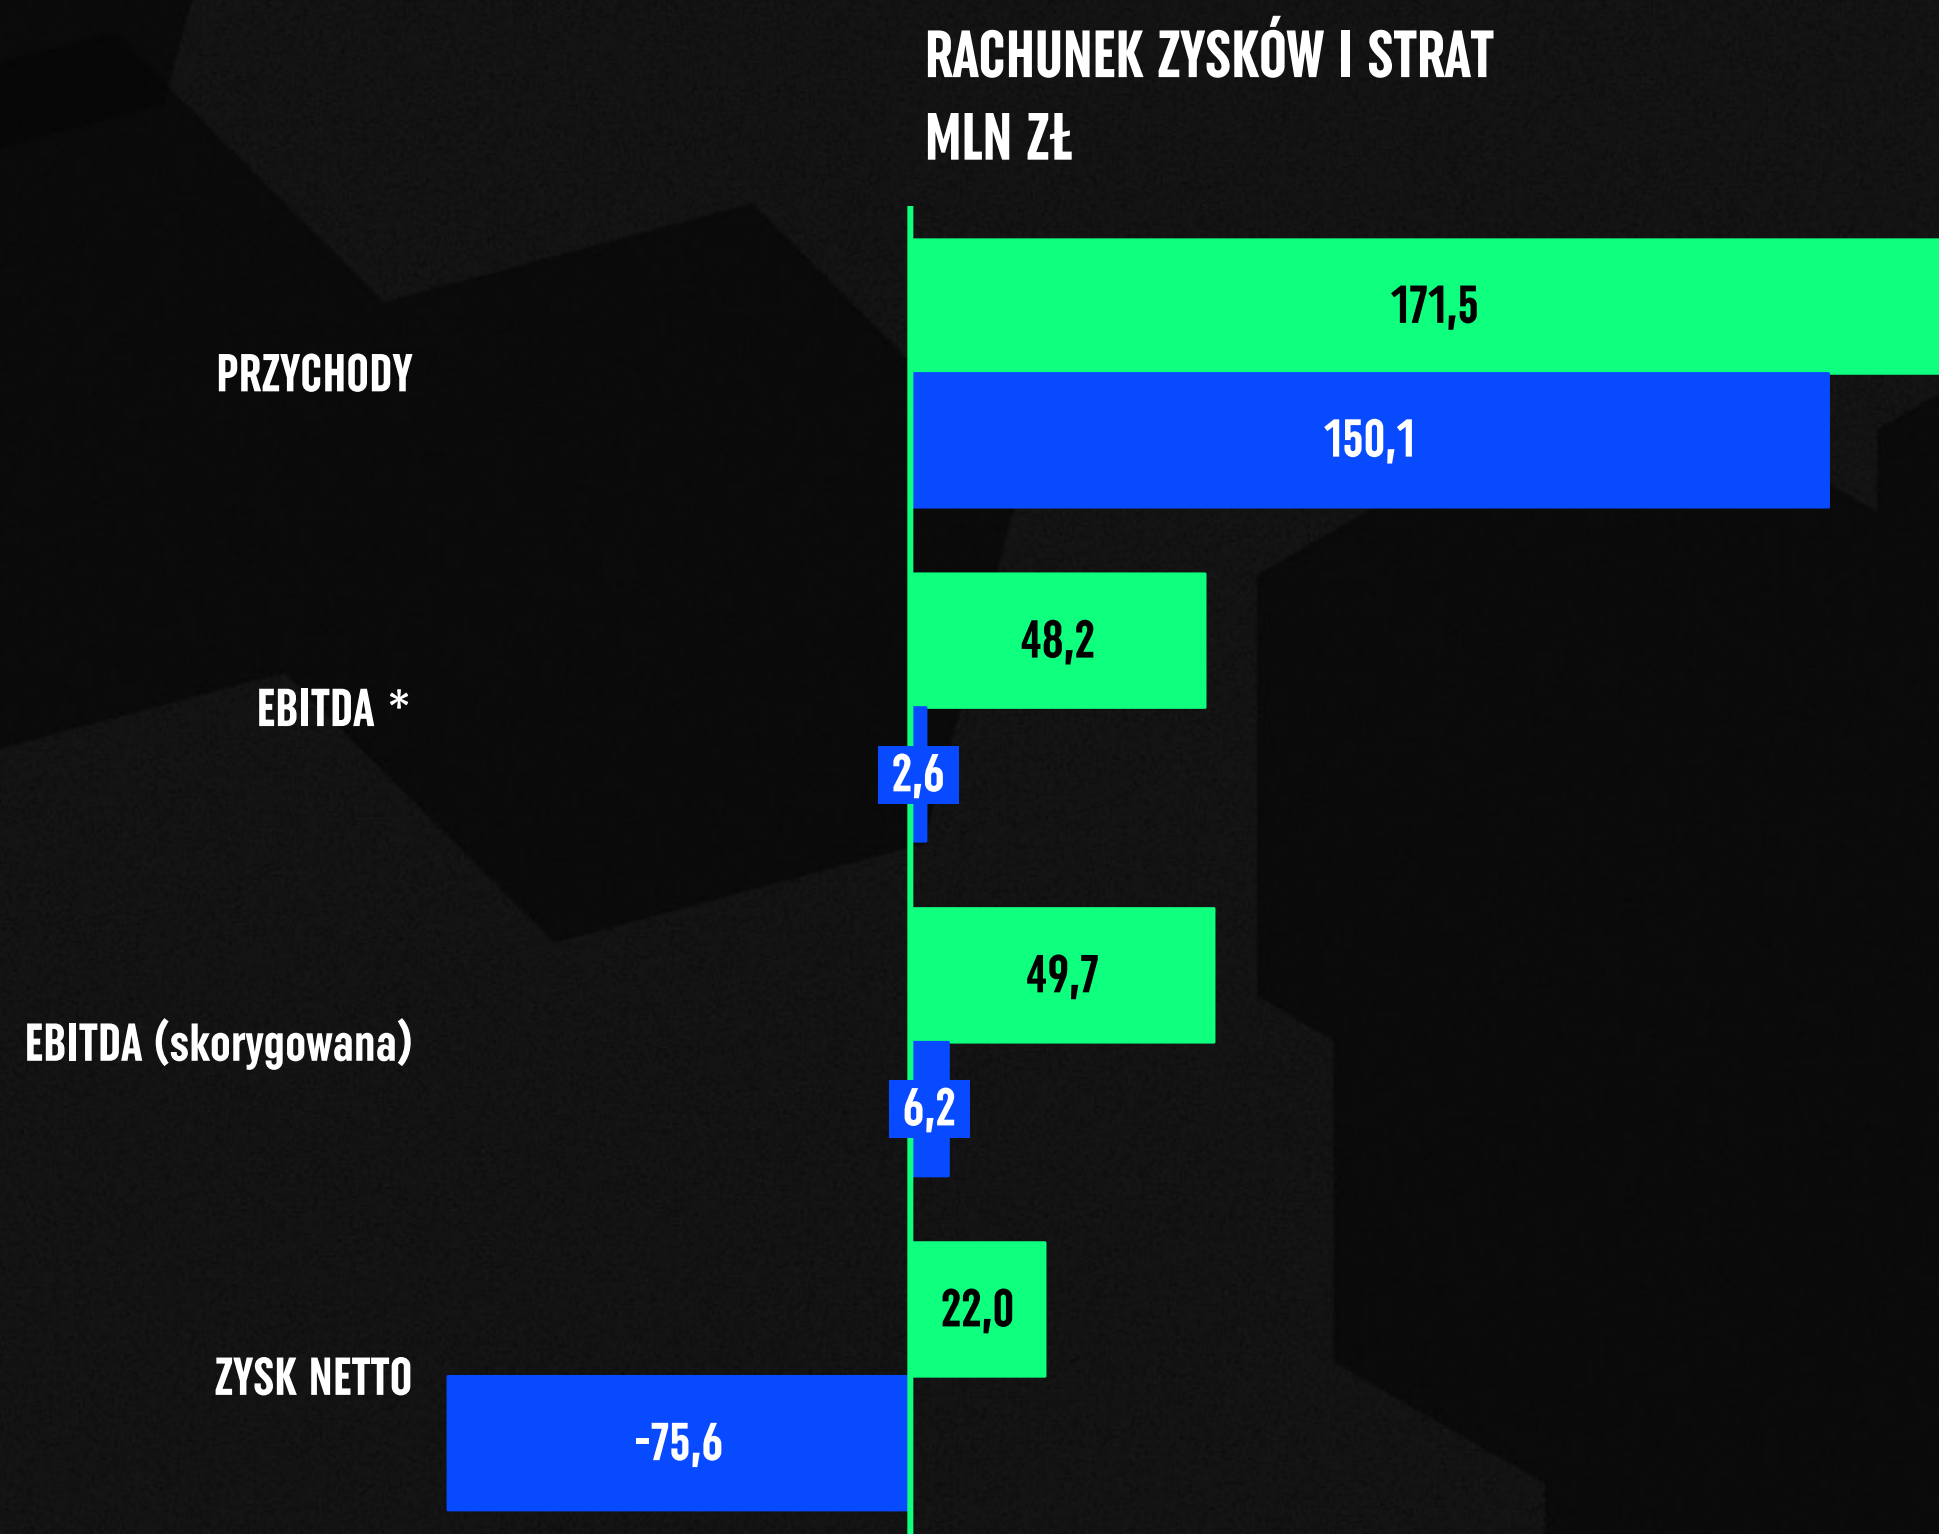 RACHUNEK ZYSKÓW I STRAT
MLN ZŁ
PRZYCHODY
171,5
150,1
EBITDA *
48,2
2,6
EBITDA (skorygowana)
49,7
6,2
ZYSK NETTO
22,0
-75,6